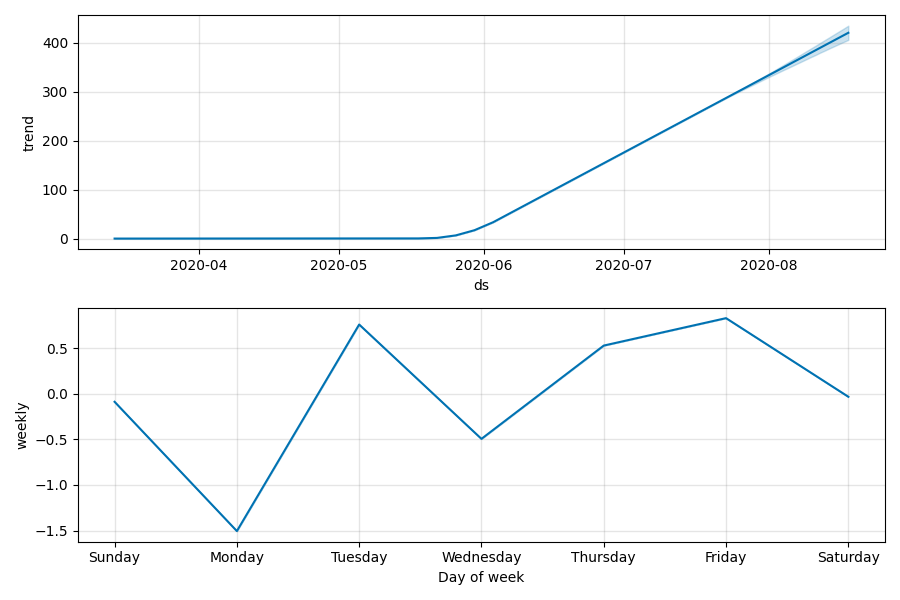 400
300
200
100
0
trend
2020-04 2020-05 2020-06 2020-07 2020-08
ds
0.5
0.0
−0.5
−1.0
−1.5
weekly
Sunday Monday Tuesday Wednesday Thursday Friday Saturday
Day of week